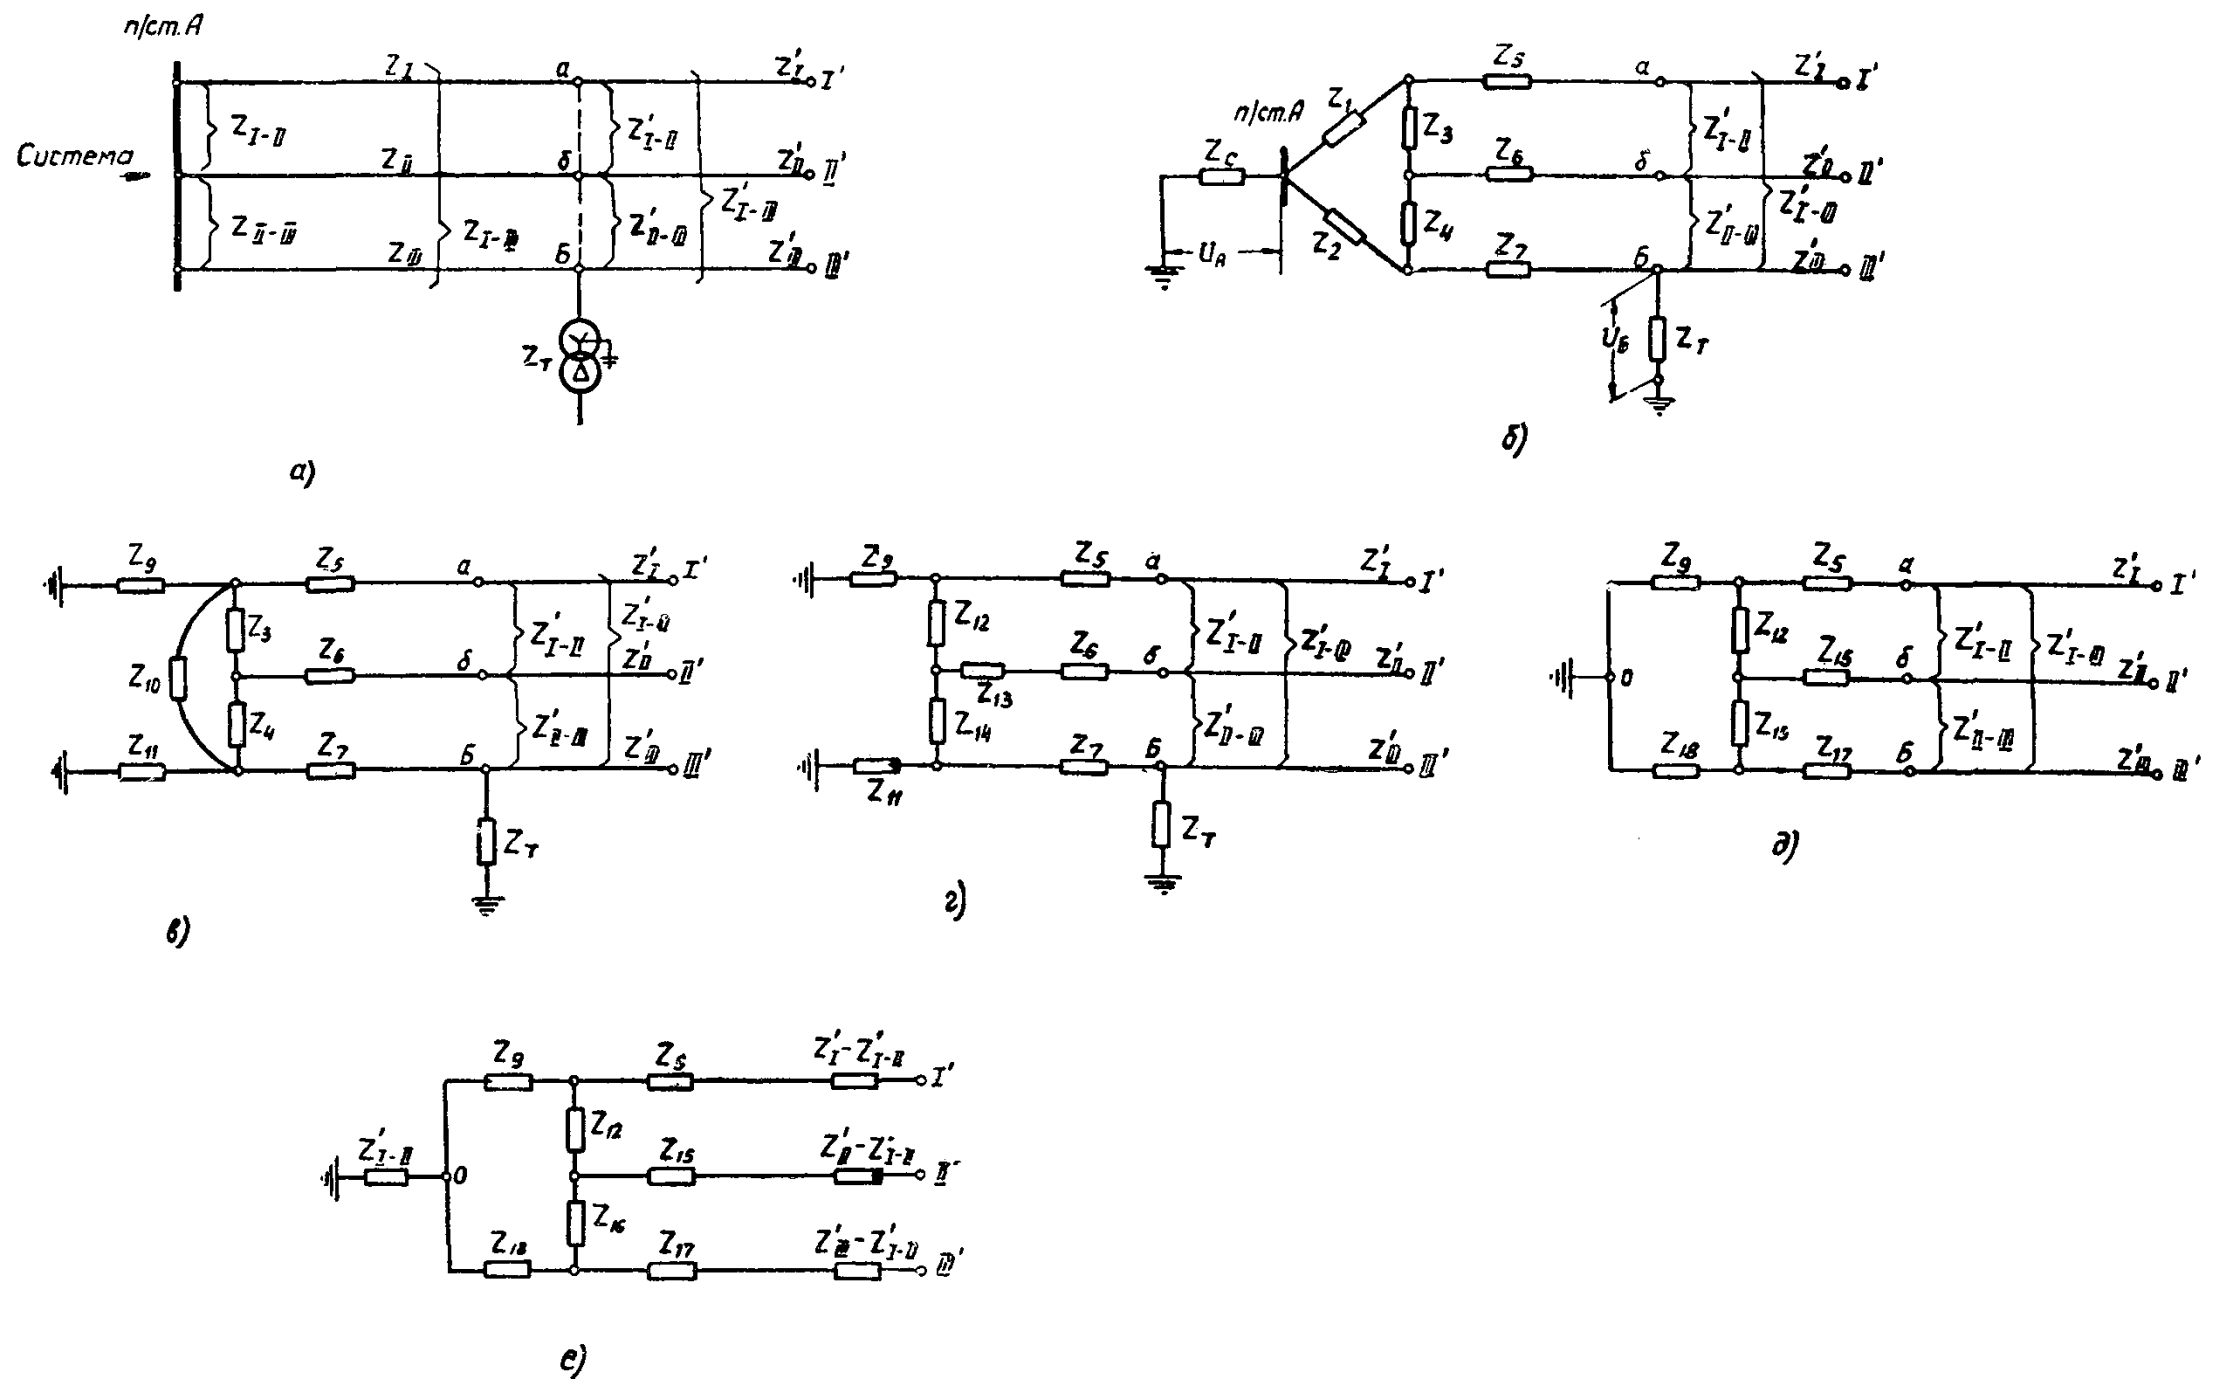 п/ст.А
Z_I
а
Z'_I
I'
Z_I-II
Z'_I-II
Система
Z_II
б
Z'_II
II'
Z_II-III
Z_I-III
Z'_II-III
Z'_I-III
Z_III
Б
Z'_III
III'
Z_T
а)
Z_5
а
Z'_I
I'
п/ст.А
Z_1
Z_3
Z'_I-II
Z_C
Z_6
б
Z'_II
II'
Z'_I-III
Z_2
Z_4
Z'_II-III
U_A
Z_7
Б
Z'_III
III'
U_Б
Z_T
б)
Z_9
Z_5
а
Z'_I
I'
Z_3
Z'_I-II
Z'_I-III
Z_10
Z_6
б
Z'_II
II'
Z_4
Z'_II-III
Z_11
Z_7
Б
Z'_III
III'
Z_T
в)
Z_9
Z_5
а
Z'_I
I'
Z_12
Z'_I-II
Z'_I-III
Z_6
б
Z'_II
II'
Z_13
Z_14
Z'_II-III
Z_11
Z_7
Б
Z'_III
III'
Z_T
г)
Z_9
Z_5
а
Z'_I
I'
Z_12
Z'_I-II
Z'_I-III
0
Z_15
б
Z'_II
II'
Z_15
Z'_II-III
Z_18
Z_17
Б
Z'_III
III'
д)
Z_9
Z_5
Z'_I-Z'_I-II
I'
Z_12
Z'_I-II
0
Z_15
Z'_II-Z'_I-II
II'
Z_16
Z_18
Z_17
Z'_III-Z'_I-II
III'
е)